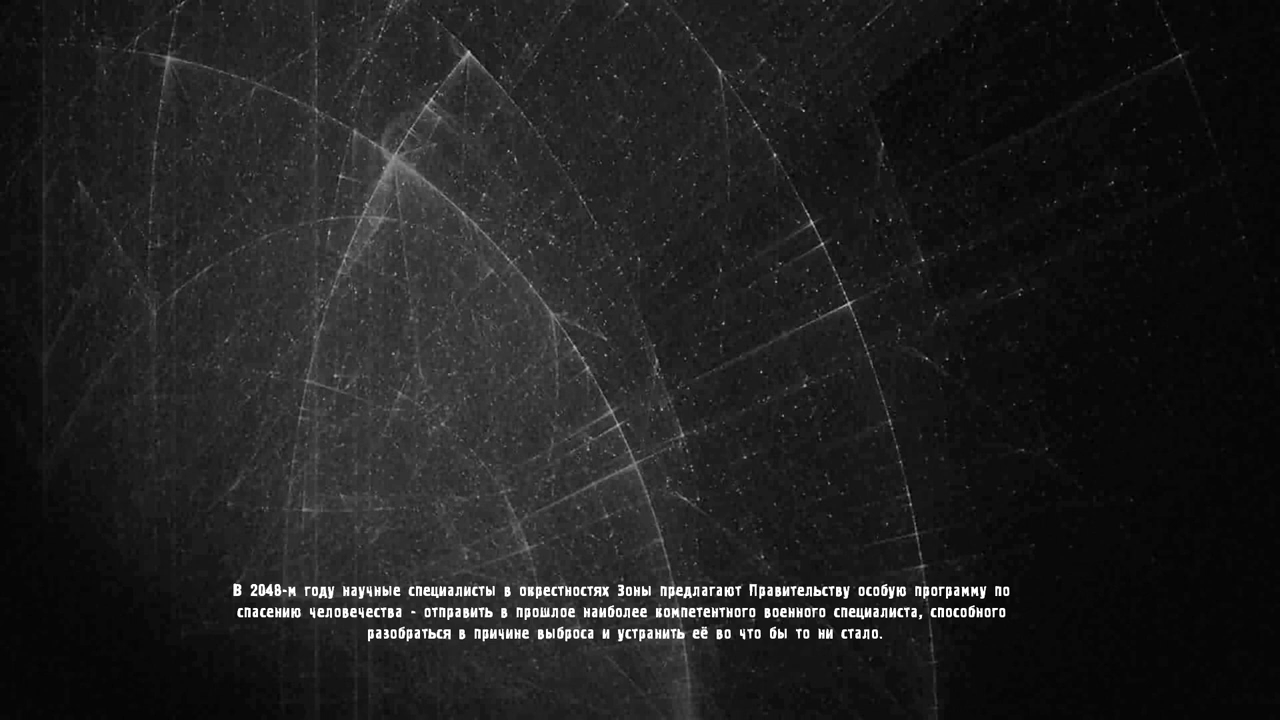 В 2048-м году научные специалисты в окрестностях Зоны предлагают Правительству особую программу по
спасению человечества - отправить в прошлое наиболее компетентного военного специалиста, способного
разобраться в причине выброса и устранить её во что бы то ни стало.